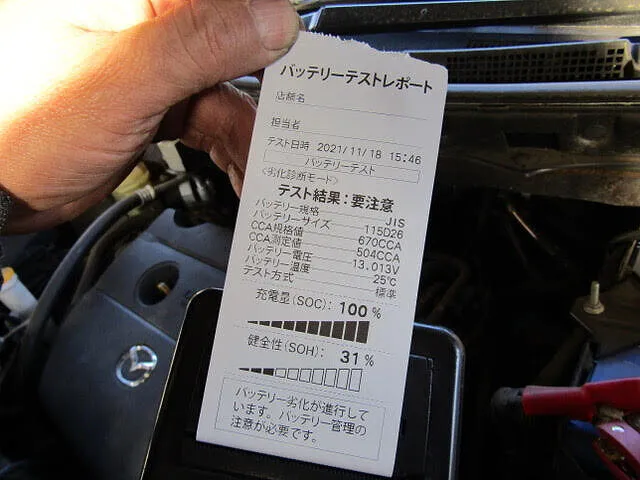 バッテリーテストレポート
店舗名
担当者
テスト日時 2021/11/18 15:46
バッテリーテスト
<劣化診断モード>
テスト結果:要注意
バッテリー規格 JIS
バッテリーサイズ 115D26
CCA規格値 670CCA
CCA測定値 504CCA
バッテリー電圧 13.013V
バッテリー温度 25℃
テスト方式 標準
充電量(SOC): 100 %
健全性(SOH): 31 %
バッテリー劣化が進行して
います。バッテリー管理の
注意が必要です。